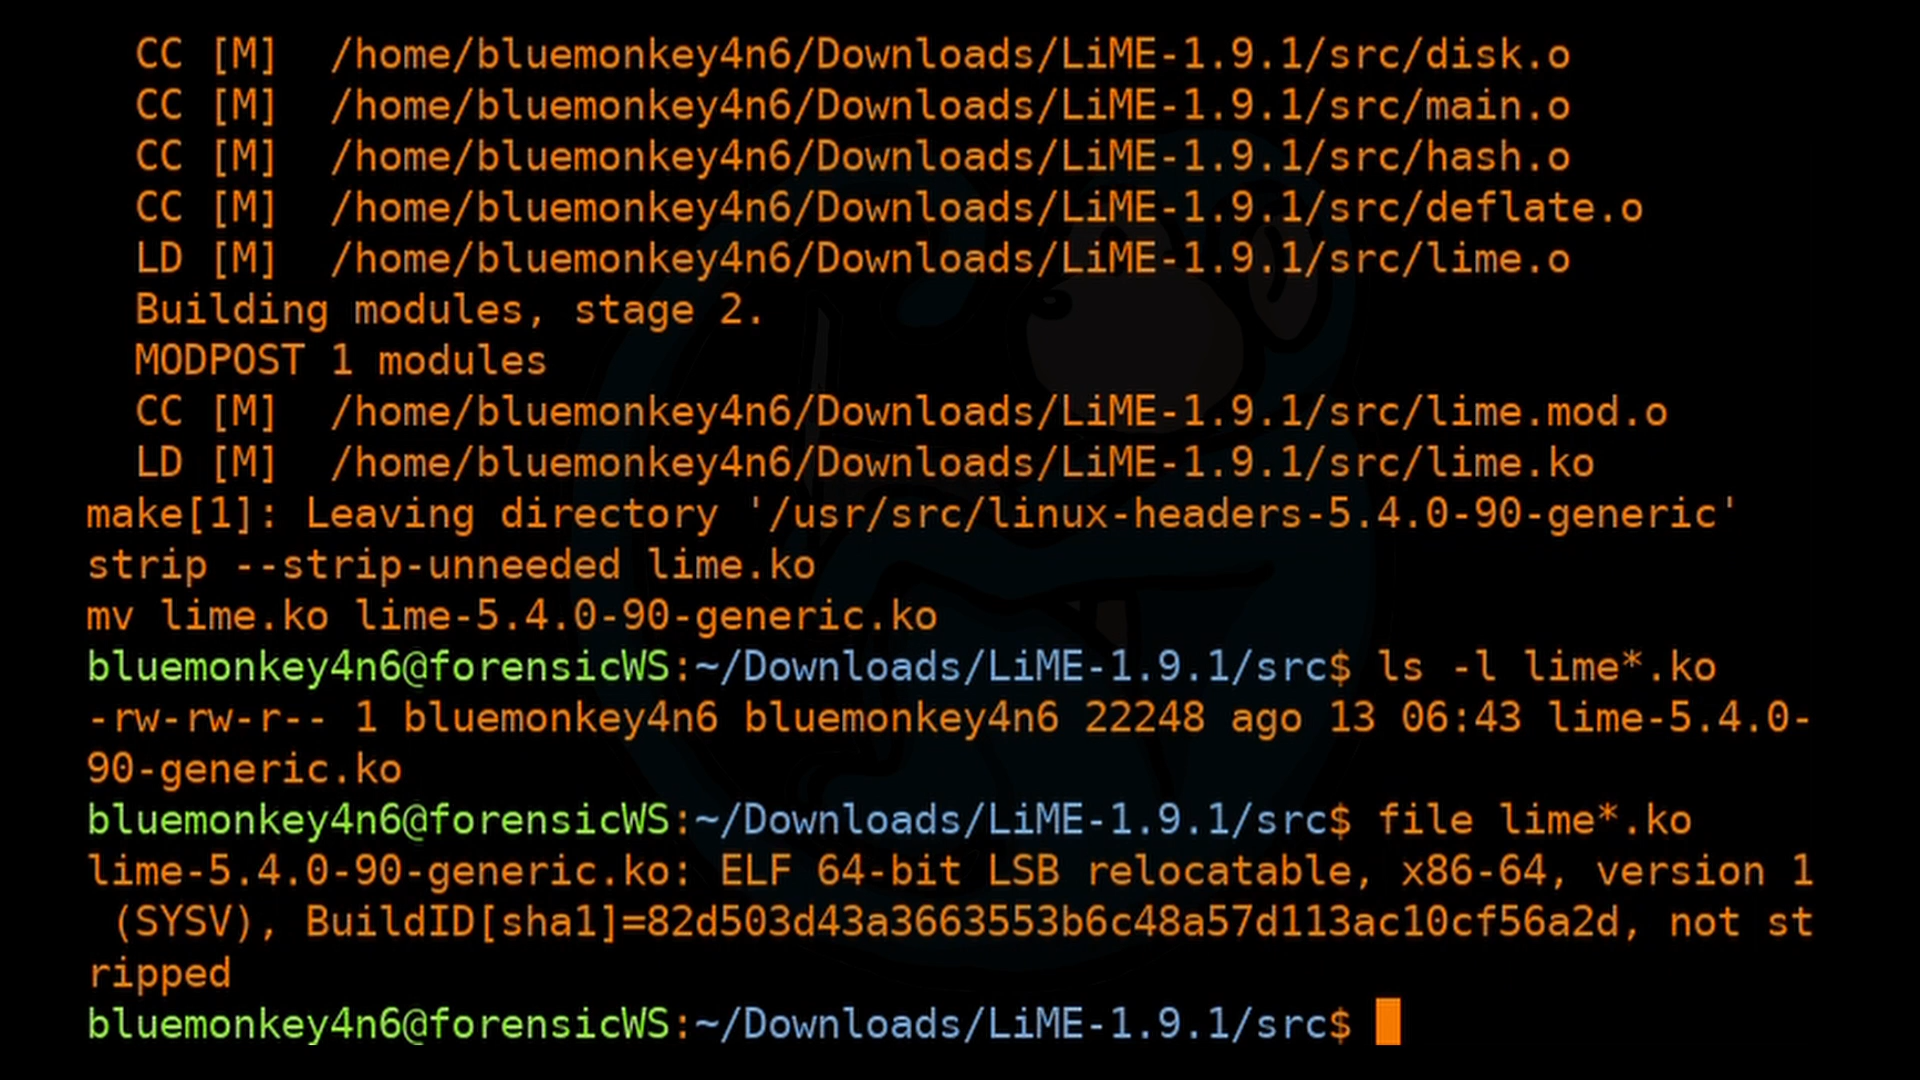 CC [M]  /home/bluemonkey4n6/Downloads/LiME-1.9.1/src/disk.o
CC [M]  /home/bluemonkey4n6/Downloads/LiME-1.9.1/src/main.o
CC [M]  /home/bluemonkey4n6/Downloads/LiME-1.9.1/src/hash.o
CC [M]  /home/bluemonkey4n6/Downloads/LiME-1.9.1/src/deflate.o
LD [M]  /home/bluemonkey4n6/Downloads/LiME-1.9.1/src/lime.o
Building modules, stage 2.
MODPOST 1 modules
CC [M]  /home/bluemonkey4n6/Downloads/LiME-1.9.1/src/lime.mod.o
LD [M]  /home/bluemonkey4n6/Downloads/LiME-1.9.1/src/lime.ko
make[1]: Leaving directory '/usr/src/linux-headers-5.4.0-90-generic'
strip --strip-unneeded lime.ko
mv lime.ko lime-5.4.0-90-generic.ko
bluemonkey4n6@forensicWS:~/Downloads/LiME-1.9.1/src$ ls -l lime*.ko
-rw-rw-r-- 1 bluemonkey4n6 bluemonkey4n6 22248 ago 13 06:43 lime-5.4.0-
90-generic.ko
bluemonkey4n6@forensicWS:~/Downloads/LiME-1.9.1/src$ file lime*.ko
lime-5.4.0-90-generic.ko: ELF 64-bit LSB relocatable, x86-64, version 1
(SYSV), BuildID[sha1]=82d503d43a3663553b6c48a57d113ac10cf56a2d, not st
ripped
bluemonkey4n6@forensicWS:~/Downloads/LiME-1.9.1/src$